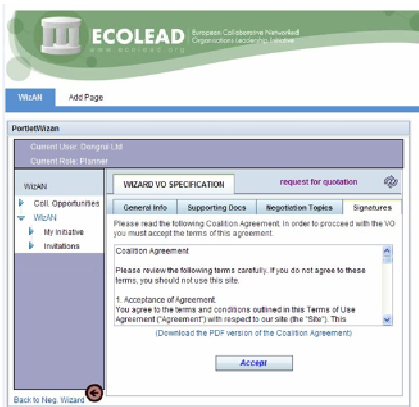 ECOLEAD
European Collaborative Networked
Organisations Leadership Initiative
www.ecolead.org
WizAN
Add Page
PortletWizan
Current User: Dongrui Ltd
Current Role: Planner
WizAN
Coll. Opportunities
WizAN
My Initiative
Invitations
Back to Neg. Wizard
WIZARD VO SPECIFICATION
request for quotation
General Info
Supporting Docs
Negotiation Topics
Signatures
Please read the following Coalition Agreement. In order to procced with the VO
you must accept the terms of this agreement.
Coalition Agreement
Please review the following terms carefully. If you do not agree to these
terms, you should not use this site.
1. Acceptance of Agreement.
You agree to the terms and conditions outlined in this Terms of Use
Agreement ("Agreement") with respect to our site (the "Site"). This
(Download the PDF version of the Coalition Agreement)
Accept